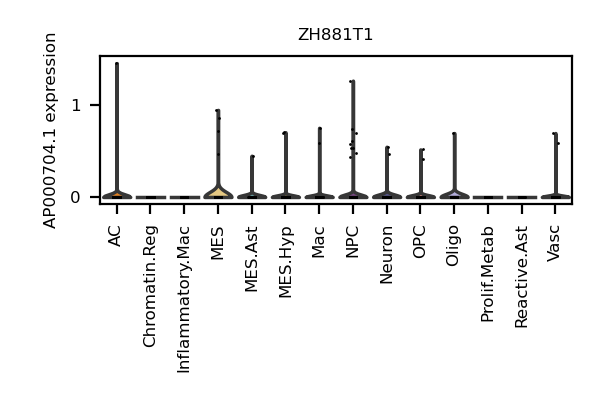 ZH881T1
AP000704.1 expression
1
0
AC
Chromatin.Reg
Inflammatory.Mac
MES
MES.Ast
MES.Hyp
Mac
NPC
Neuron
OPC
Oligo
Prolif.Metab
Reactive.Ast
Vasc